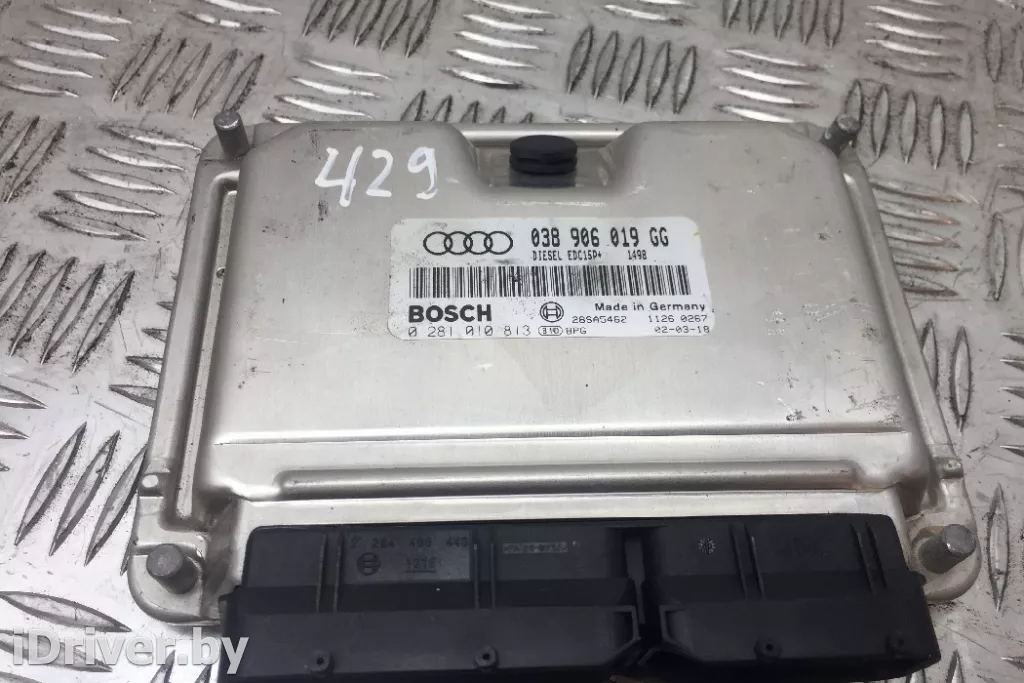 429
038 906 019 GG
DIESEL EDC15P+ 1498
BOSCH Made in Germany
28SA5462 1126 0267
0 281 010 813 BPG 02-03-18
iDriver.by